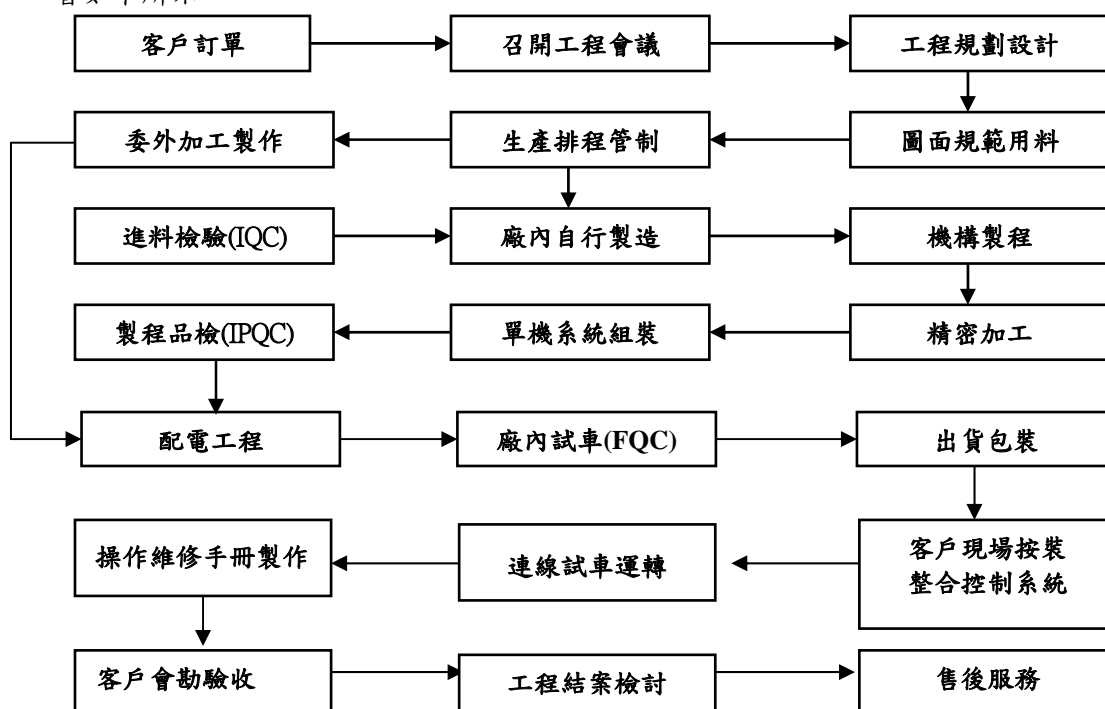 客戶訂單
召開工程會議
工程規劃設計
委外加工製作
生產排程管制
圖面規範用料
進料檢驗(IQC)
廠內自行製造
機構製程
製程品檢(IPQC)
單機系統組裝
精密加工
配電工程
廠內試車(FQC)
出貨包裝
操作維修手冊製作
連線試車運轉
客戶現場按裝
整合控制系統
客戶會勘驗收
工程結案檢討
售後服務